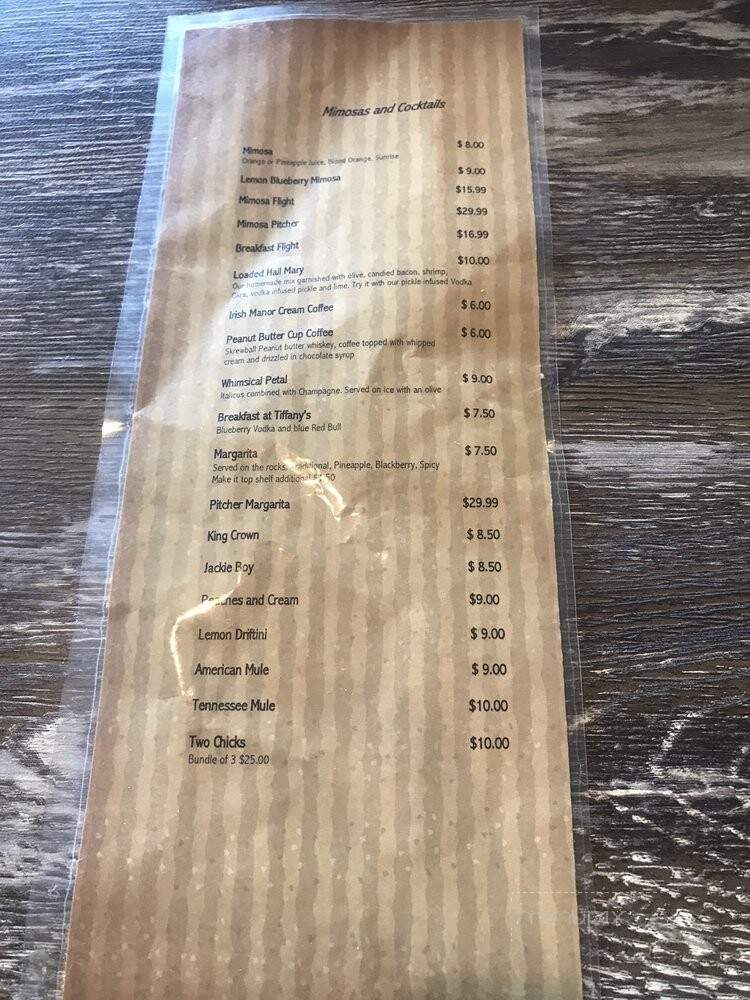 Mimosas and Cocktails
Mimosa $ 8.00
Orange or Pineapple Juice, Blood Orange, Sunrise
Lemon Blueberry Mimosa $ 9.00
Mimosa Flight $15.99
Mimosa Pitcher $29.99
Breakfast Flight $16.99
Loaded Hail Mary $10.00
Our homemade mix garnished with olive, candied bacon, shrimp,
vodka infused pickle and lime. Try it with our pickle infused Vodka
Irish Manor Cream Coffee $ 6.00
Peanut Butter Cup Coffee $ 6.00
Skrewball Peanut butter whiskey, coffee topped with whipped
cream and drizzled in chocolate syrup
Whimsical Petal $ 9.00
Italicus combined with Champagne. Served on ice with an olive
Breakfast at Tiffany's $ 7.50
Blueberry Vodka and blue Red Bull
Margarita $ 7.50
Served on the rocks. Traditional, Pineapple, Blackberry, Spicy
Make it top shelf additional
Pitcher Margarita $29.99
King Crown $ 8.50
Jackie Boy $ 8.50
Peaches and Cream $9.00
Lemon Driftini $ 9.00
American Mule $ 9.00
Tennessee Mule $10.00
Two Chicks $10.00
Bundle of 3 $25.00